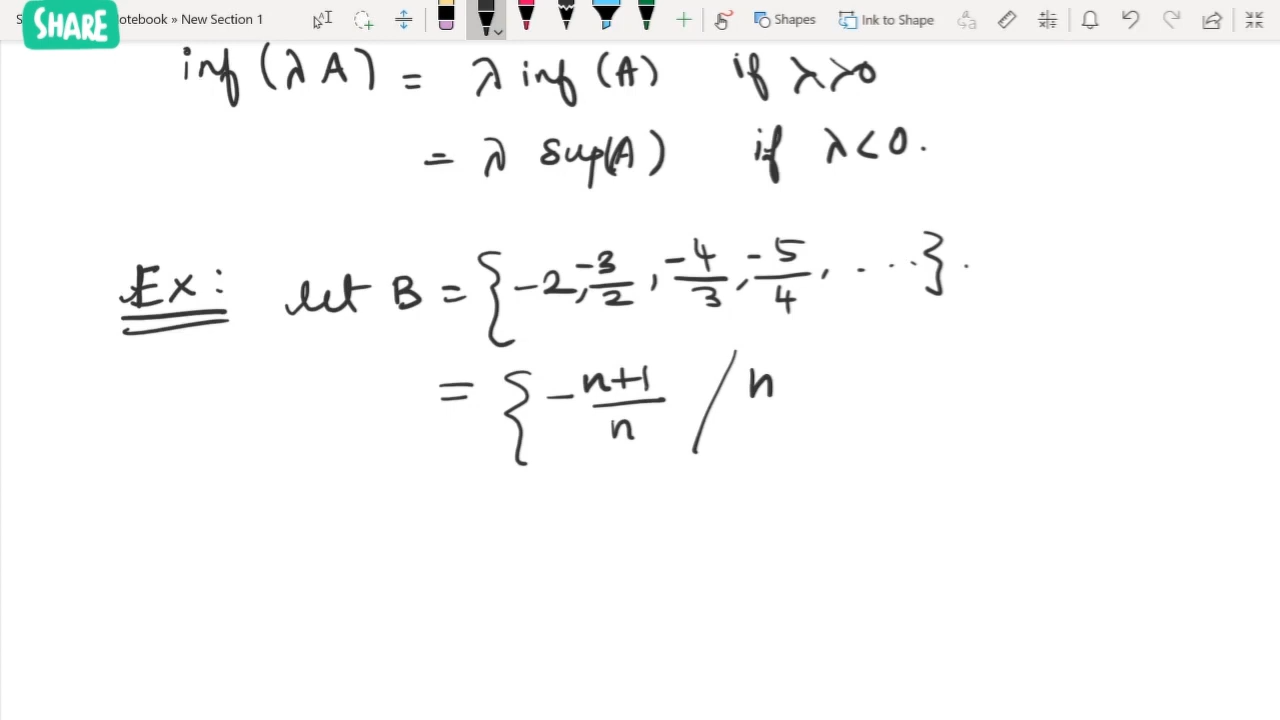 SHARE
otebook » New Section 1
Shapes
Ink to Shape
inf (λ A) = λ inf (A) if λ>0
= λ sup(A) if λ<0.
Ex: let B = {-2, -3/2, -4/3, -5/4, ....}.
= { - n+1/n / n